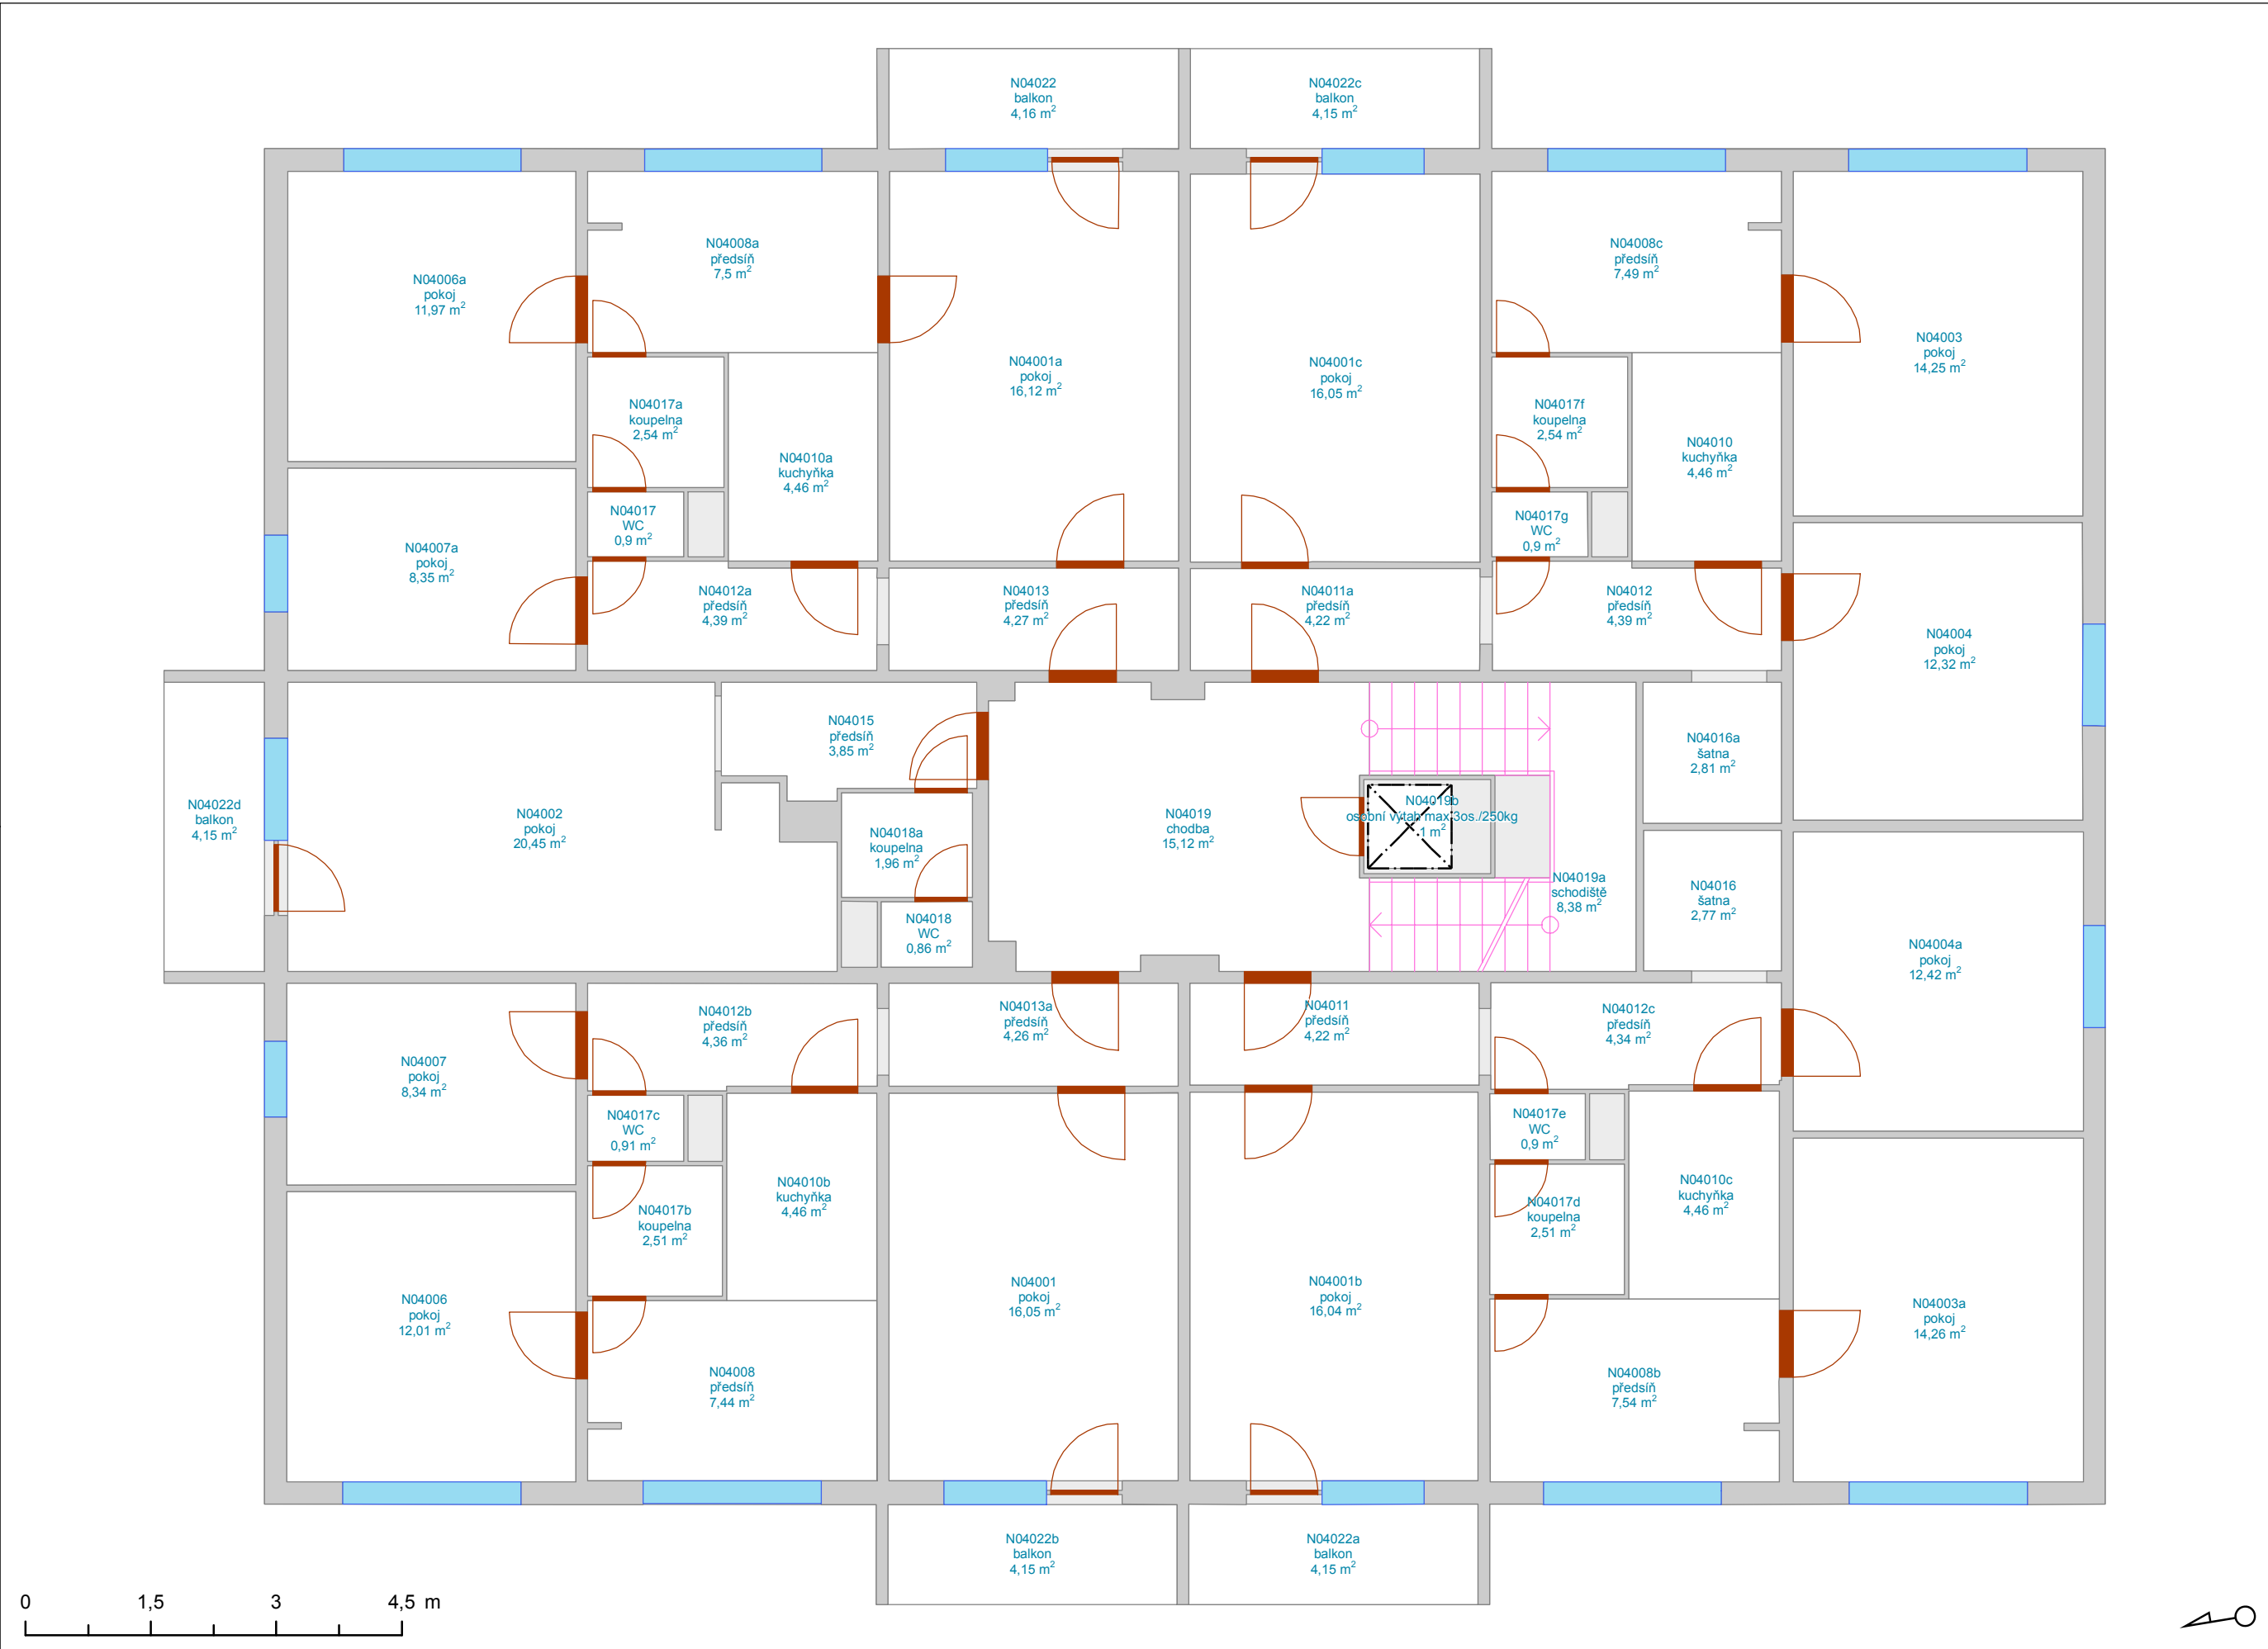 N04022
balkon
4,16 m²
N04022c
balkon
4,15 m²
N04006a
pokoj
11,97 m²
N04008a
předsíň
7,5 m²
N04001a
pokoj
16,12 m²
N04001c
pokoj
16,05 m²
N04008c
předsíň
7,49 m²
N04003
pokoj
14,25 m²
N04017a
koupelna
2,54 m²
N04010a
kuchyňka
4,46 m²
N04017f
koupelna
2,54 m²
N04010
kuchyňka
4,46 m²
N04017
WC
0,9 m²
N04017g
WC
0,9 m²
N04007a
pokoj
8,35 m²
N04012a
předsíň
4,39 m²
N04013
předsíň
4,27 m²
N04011a
předsíň
4,22 m²
N04012
předsíň
4,39 m²
N04004
pokoj
12,32 m²
N04022d
balkon
4,15 m²
N04002
pokoj
20,45 m²
N04015
předsíň
3,85 m²
N04018a
koupelna
1,96 m²
N04018
WC
0,86 m²
N04019
chodba
15,12 m²
N04019b
osobní výtah max.3os./250kg
1 m²
N04019a
schodiště
8,38 m²
N04016a
šatna
2,81 m²
N04016
šatna
2,77 m²
N04004a
pokoj
12,42 m²
N04007
pokoj
8,34 m²
N04012b
předsíň
4,36 m²
N04013a
předsíň
4,26 m²
N04011
předsíň
4,22 m²
N04012c
předsíň
4,34 m²
N04017c
WC
0,91 m²
N04017e
WC
0,9 m²
N04017b
koupelna
2,51 m²
N04010b
kuchyňka
4,46 m²
N04017d
koupelna
2,51 m²
N04010c
kuchyňka
4,46 m²
N04006
pokoj
12,01 m²
N04008
předsíň
7,44 m²
N04001
pokoj
16,05 m²
N04001b
pokoj
16,04 m²
N04008b
předsíň
7,54 m²
N04003a
pokoj
14,26 m²
N04022b
balkon
4,15 m²
N04022a
balkon
4,15 m²
0 1,5 3 4,5 m